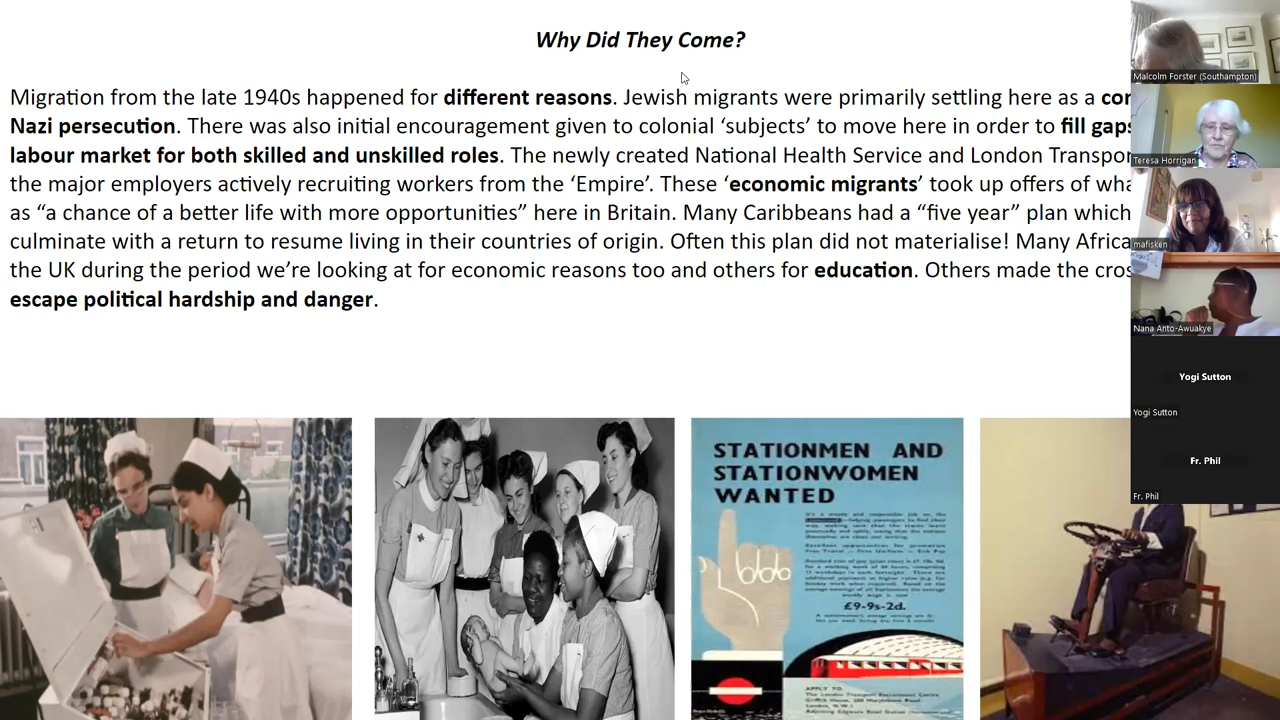 Why Did They Come?
Migration from the late 1940s happened for different reasons. Jewish migrants were primarily settling here as a
Nazi persecution. There was also initial encouragement given to colonial ‘subjects’ to move here in order to fill gaps
labour market for both skilled and unskilled roles. The newly created National Health Service and London
the major employers actively recruiting workers from the ‘Empire’. These ‘economic migrants’ took up offers of
as “a chance of a better life with more opportunities” here in Britain. Many Caribbeans had a “five year” plan which
culminate with a return to resume living in their countries of origin. Often this plan did not materialise! Many
the UK during the period we’re looking at for economic reasons too and others for education. Others made the
escape political hardship and danger.
STATIONMEN AND
STATIONWOMEN
WANTED
£9-9s-2d.
APPLY TO
Malcolm Forster (Southampton)
Teresa Horrigan
mafisken
Nana Anto-Awuakye
Yogi Sutton
Yogi Sutton
Fr. Phil
Fr. Phil